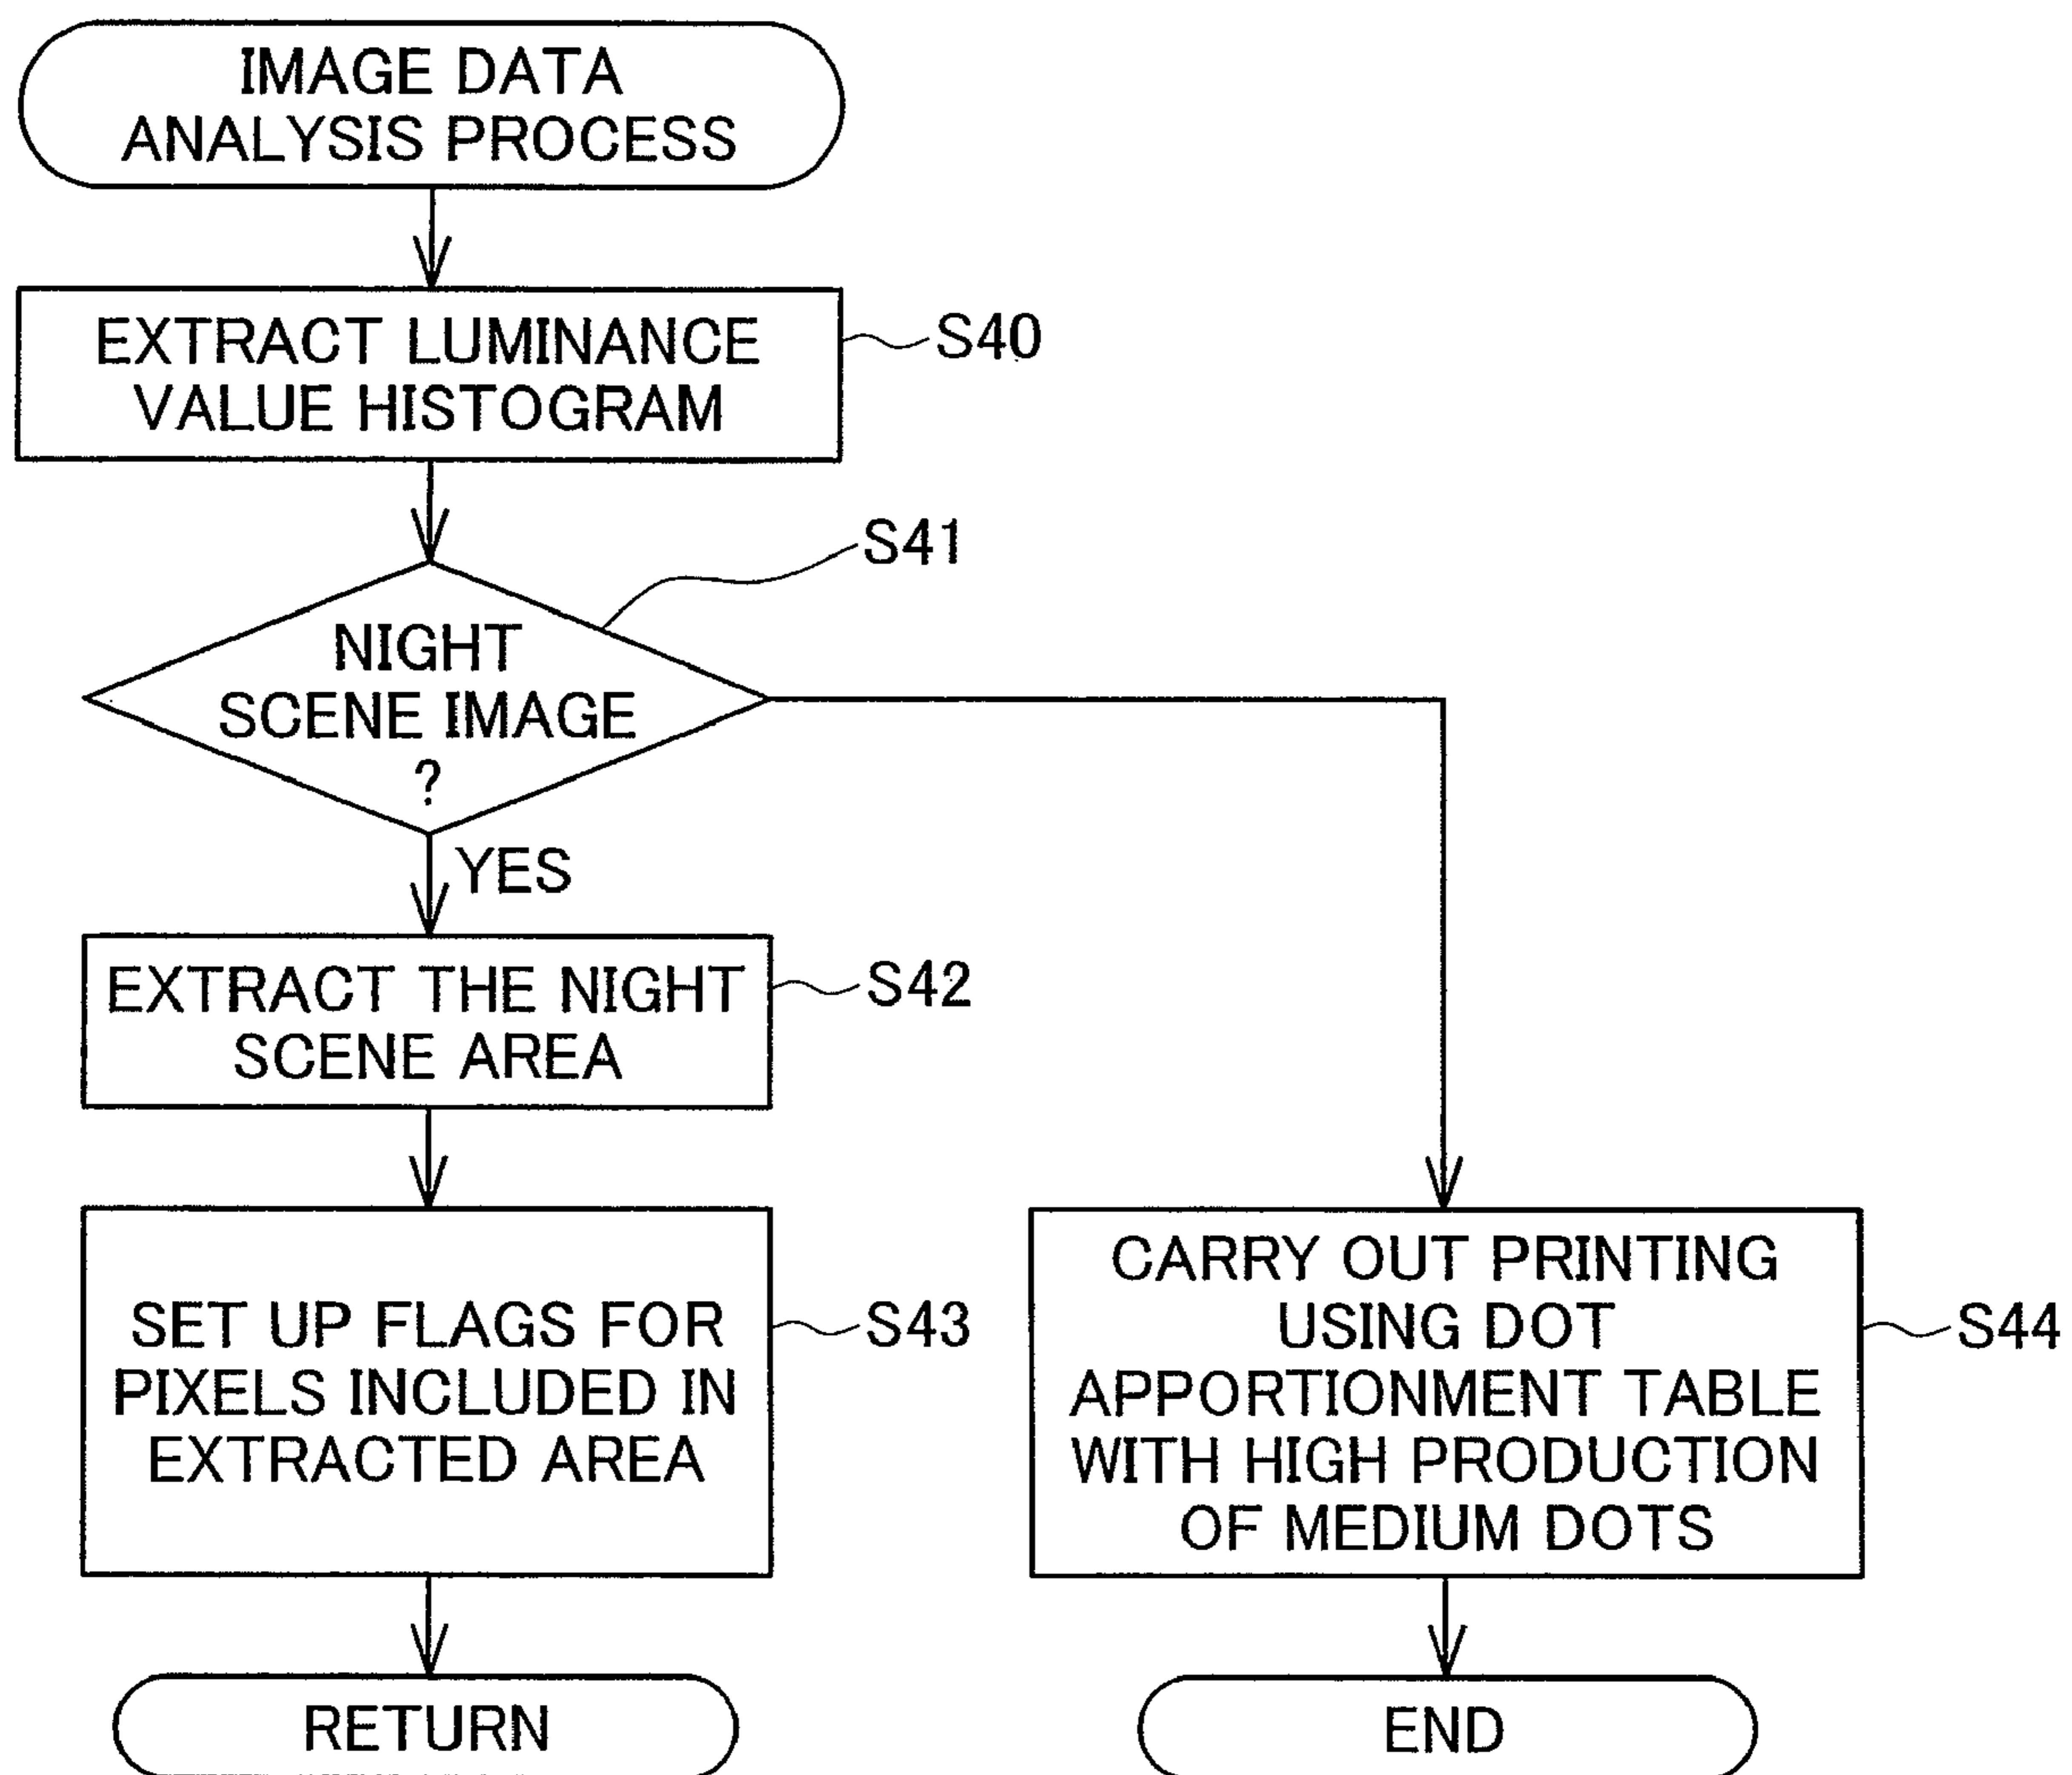 IMAGE DATA
ANALYSIS PROCESS
EXTRACT LUMINANCE
VALUE HISTOGRAM
S40
S41
NIGHT
SCENE IMAGE
?
YES
EXTRACT THE NIGHT
SCENE AREA
S42
SET UP FLAGS FOR
PIXELS INCLUDED IN
EXTRACTED AREA
S43
CARRY OUT PRINTING
USING DOT
APPORTIONMENT TABLE
WITH HIGH PRODUCTION
OF MEDIUM DOTS
S44
RETURN
END